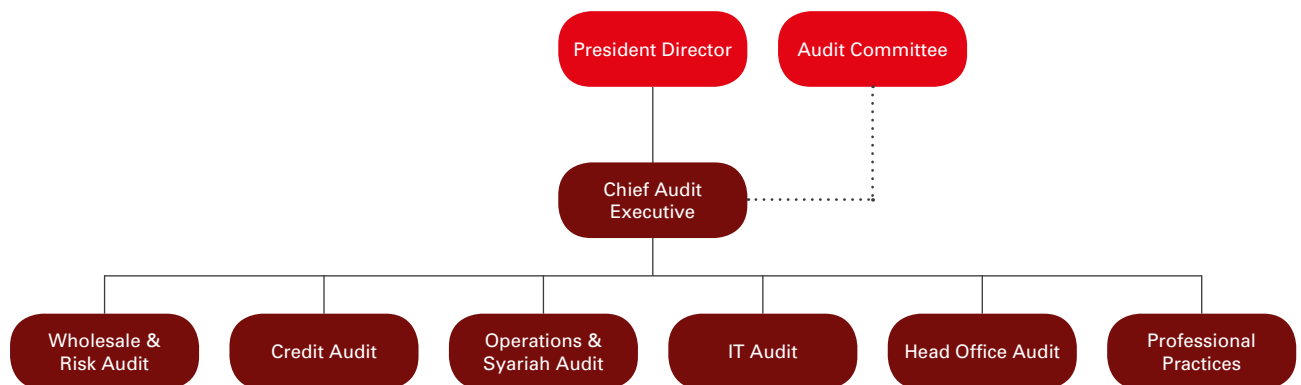 President Director
Audit Committee
Chief Audit
Executive
Wholesale &
Risk Audit
Credit Audit
Operations &
Syariah Audit
IT Audit
Head Office Audit
Professional
Practices